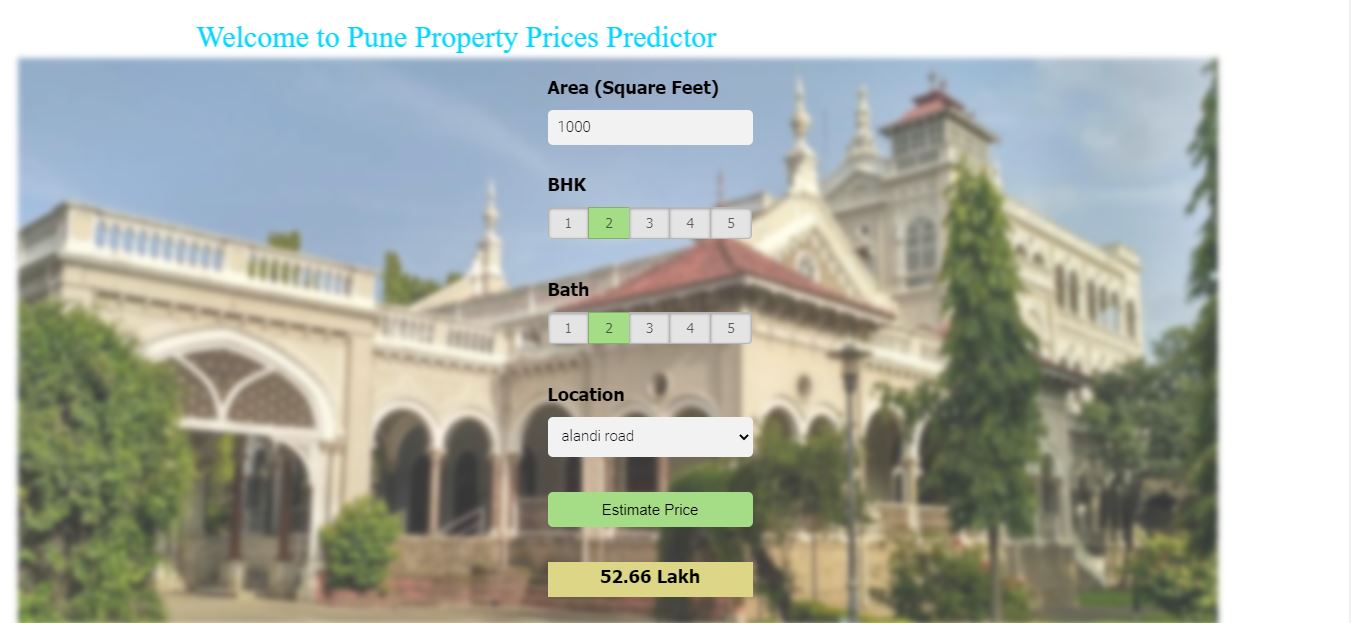 Welcome to Pune Property Prices Predictor
Area (Square Feet)
1000
BHK
1 2 3 4 5
Bath
1 2 3 4 5
Location
alandi road
Estimate Price
52.66 Lakh